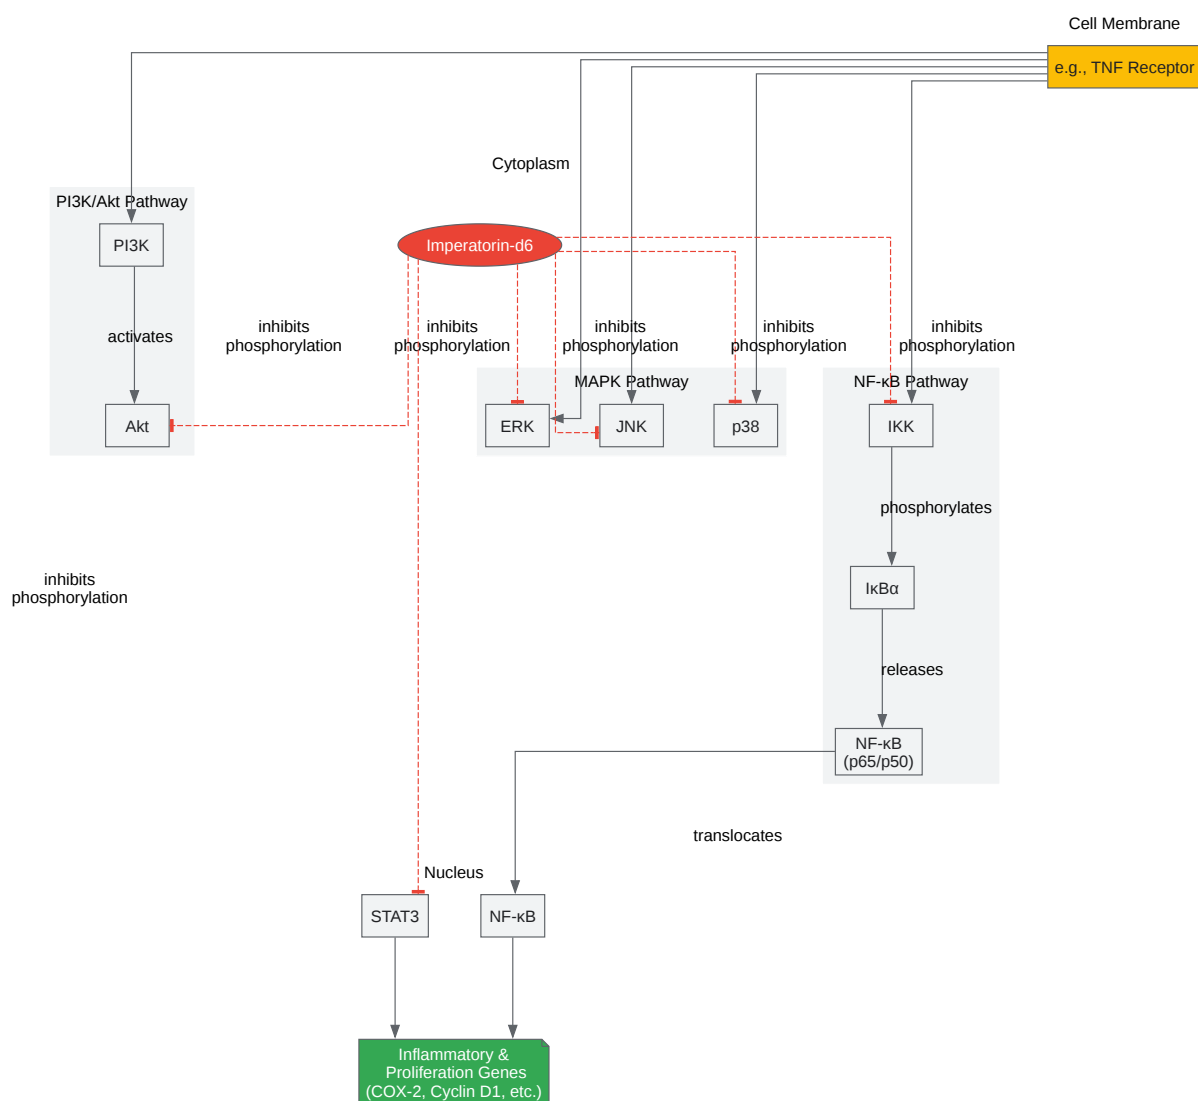 Cell Membrane
e.g., TNF Receptor
Cytoplasm
PI3K/Akt Pathway
PI3K
Imperatorin-d6
activates
inhibits
phosphorylation
inhibits
phosphorylation
inhibits
phosphorylation
inhibits
phosphorylation
inhibits
phosphorylation
MAPK Pathway
NF-κB Pathway
Akt
ERK
JNK
p38
IKK
phosphorylates
inhibits
phosphorylation
IκBα
releases
NF-κB
(p65/p50)
translocates
Nucleus
STAT3
NF-κB
Inflammatory &
Proliferation Genes
(COX-2, Cyclin D1, etc.)